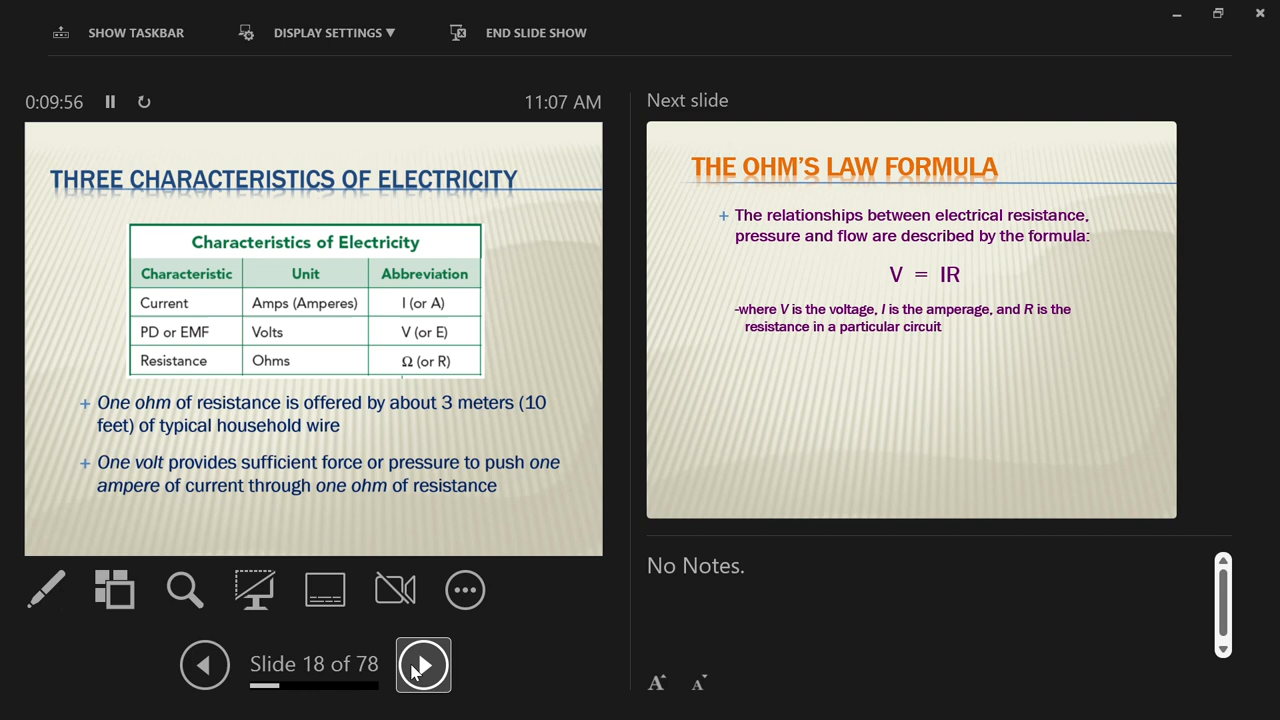 SHOW TASKBAR
DISPLAY SETTINGS ▼
END SLIDE SHOW
0:09:56
11:07 AM
THREE CHARACTERISTICS OF ELECTRICITY
Characteristics of Electricity
Characteristic Unit Abbreviation
Current Amps (Amperes) I (or A)
PD or EMF Volts V (or E)
Resistance Ohms Ω (or R)
+ One ohm of resistance is offered by about 3 meters (10
feet) of typical household wire
+ One volt provides sufficient force or pressure to push one
ampere of current through one ohm of resistance
Slide 18 of 78
Next slide
THE OHM'S LAW FORMULA
+ The relationships between electrical resistance,
pressure and flow are described by the formula:
V = IR
-where V is the voltage, I is the amperage, and R is the
resistance in a particular circuit
No Notes.
A A